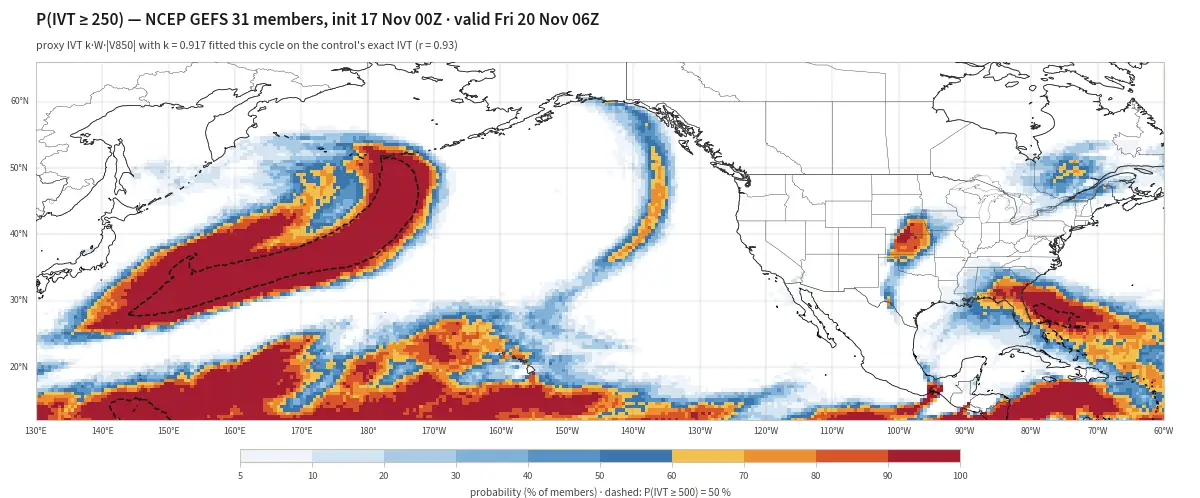 P(IVT ≥ 250) — NCEP GEFS 31 members, init 17 Nov 00Z · valid Fri 20 Nov 06Z
proxy IVT k·W·|V850| with k = 0.917 fitted this cycle on the control's exact IVT (r = 0.93)
60°N
50°N
40°N
30°N
20°N
130°E 140°E 150°E 160°E 170°E 180° 170°W 160°W 150°W 140°W 130°W 120°W 110°W 100°W 90°W 80°W 70°W 60°W
5 10 20 30 40 50 60 70 80 90 100
probability (% of members) · dashed: P(IVT ≥ 500) = 50 %